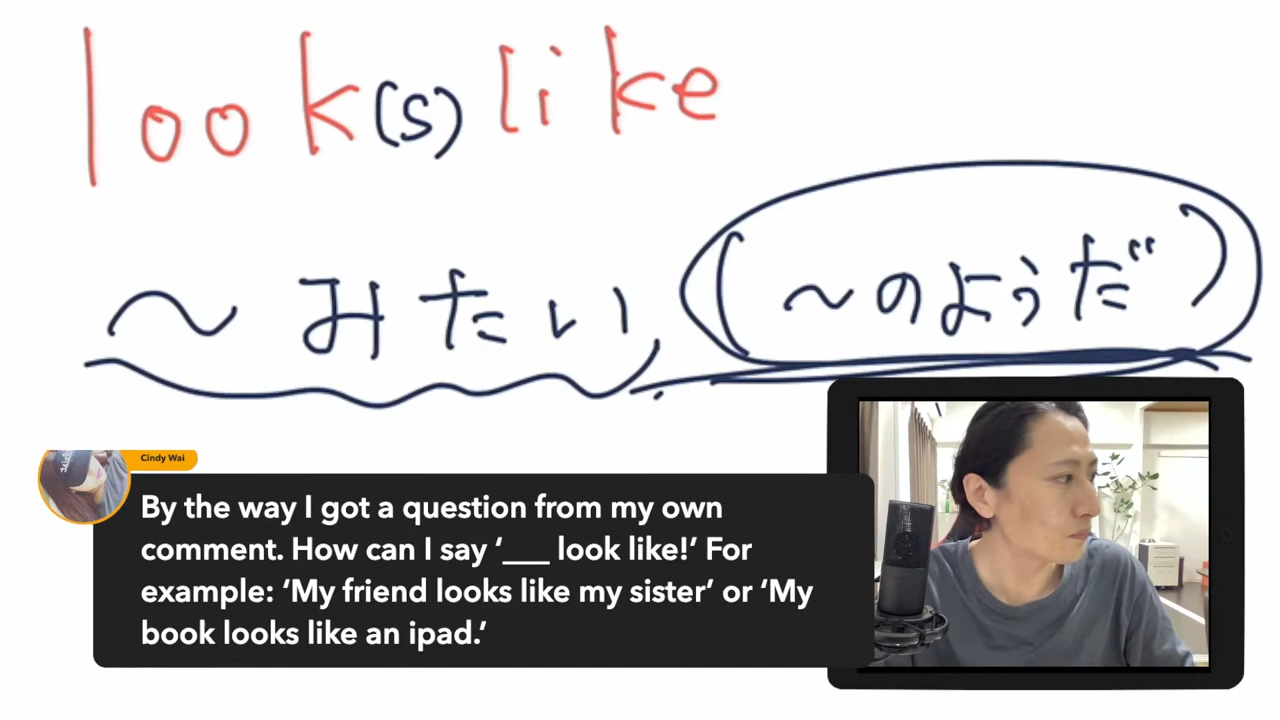 look(s) like
～みたい, (～のようだ)
Cindy Wai
By the way I got a question from my own
comment. How can I say ‘___ look like!’ For
example: ‘My friend looks like my sister’ or ‘My
book looks like an ipad.’